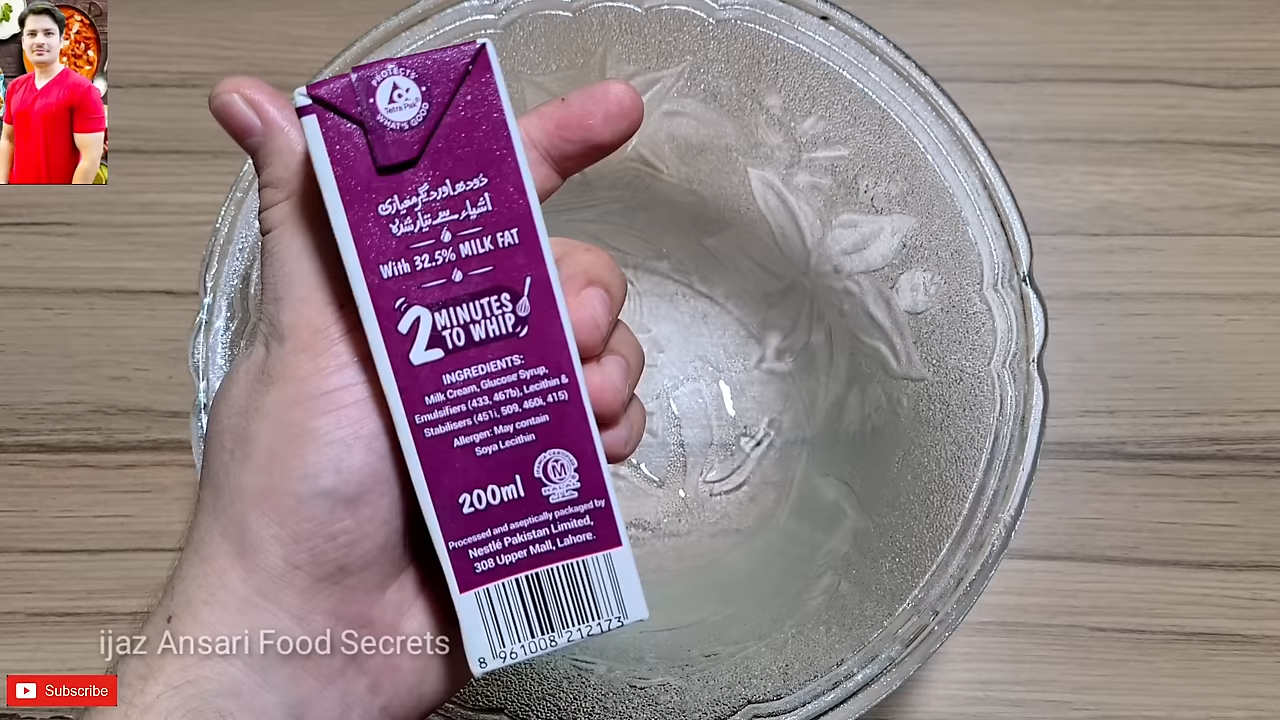 PROTECTS
Tetra Pak
WHAT'S GOOD
دودھ اور دیگر معیاری
اشیاء سے تیار شدہ
With 32.5% MILK FAT
2 MINUTES
TO WHIP
INGREDIENTS:
Milk Cream, Glucose Syrup,
Emulsifiers (433, 467b), Lecithin &
Stabilisers (451i, 509, 460i, 415)
Allergen: May contain
Soya Lecithin
200ml
M
Processed and aseptically packaged by
Nestlé Pakistan Limited,
308 Upper Mall, Lahore.
8 961008 212173
ijaz Ansari Food Secrets
Subscribe